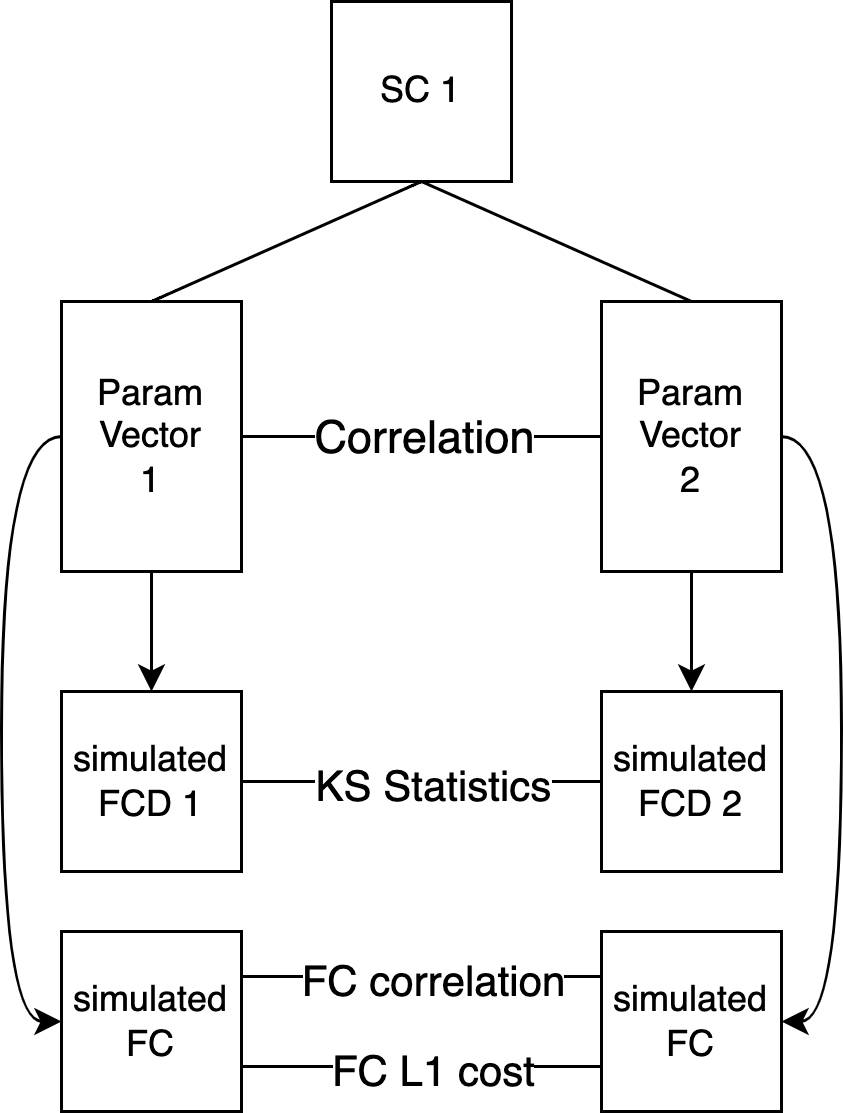 SC 1
Param
Vector
1
Correlation
Param
Vector
2
simulated
FCD 1
KS Statistics
simulated
FCD 2
simulated
FC
FC correlation
FC L1 cost
simulated
FC